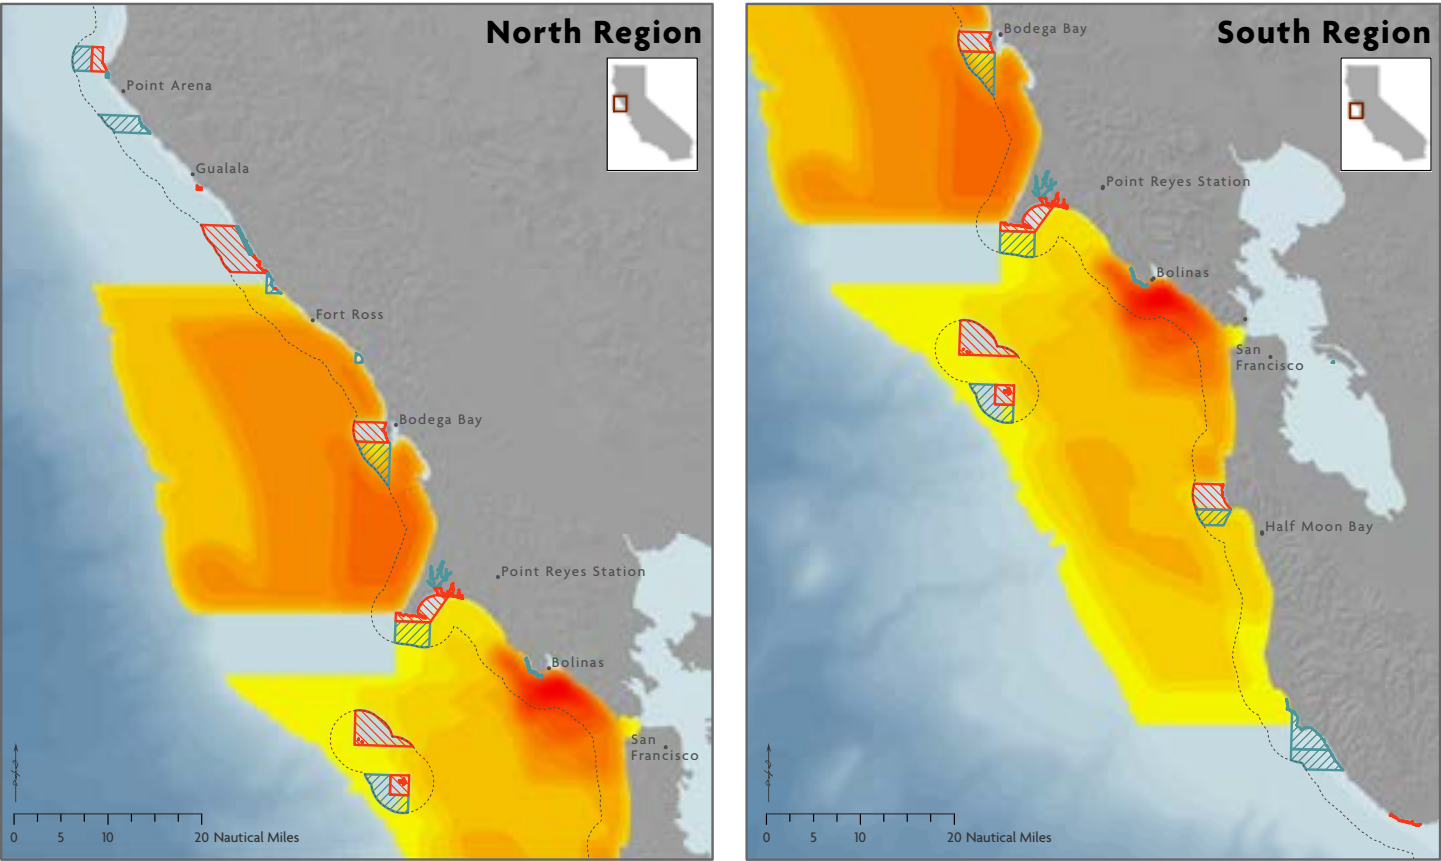 North Region
Point Arena
Gualala
Fort Ross
Bodega Bay
Point Reyes Station
Bolinas
San
Francisco
0 5 10 20 Nautical Miles
South Region
Bodega Bay
Point Reyes Station
Bolinas
San
Francisco
Half Moon Bay
0 5 10 20 Nautical Miles